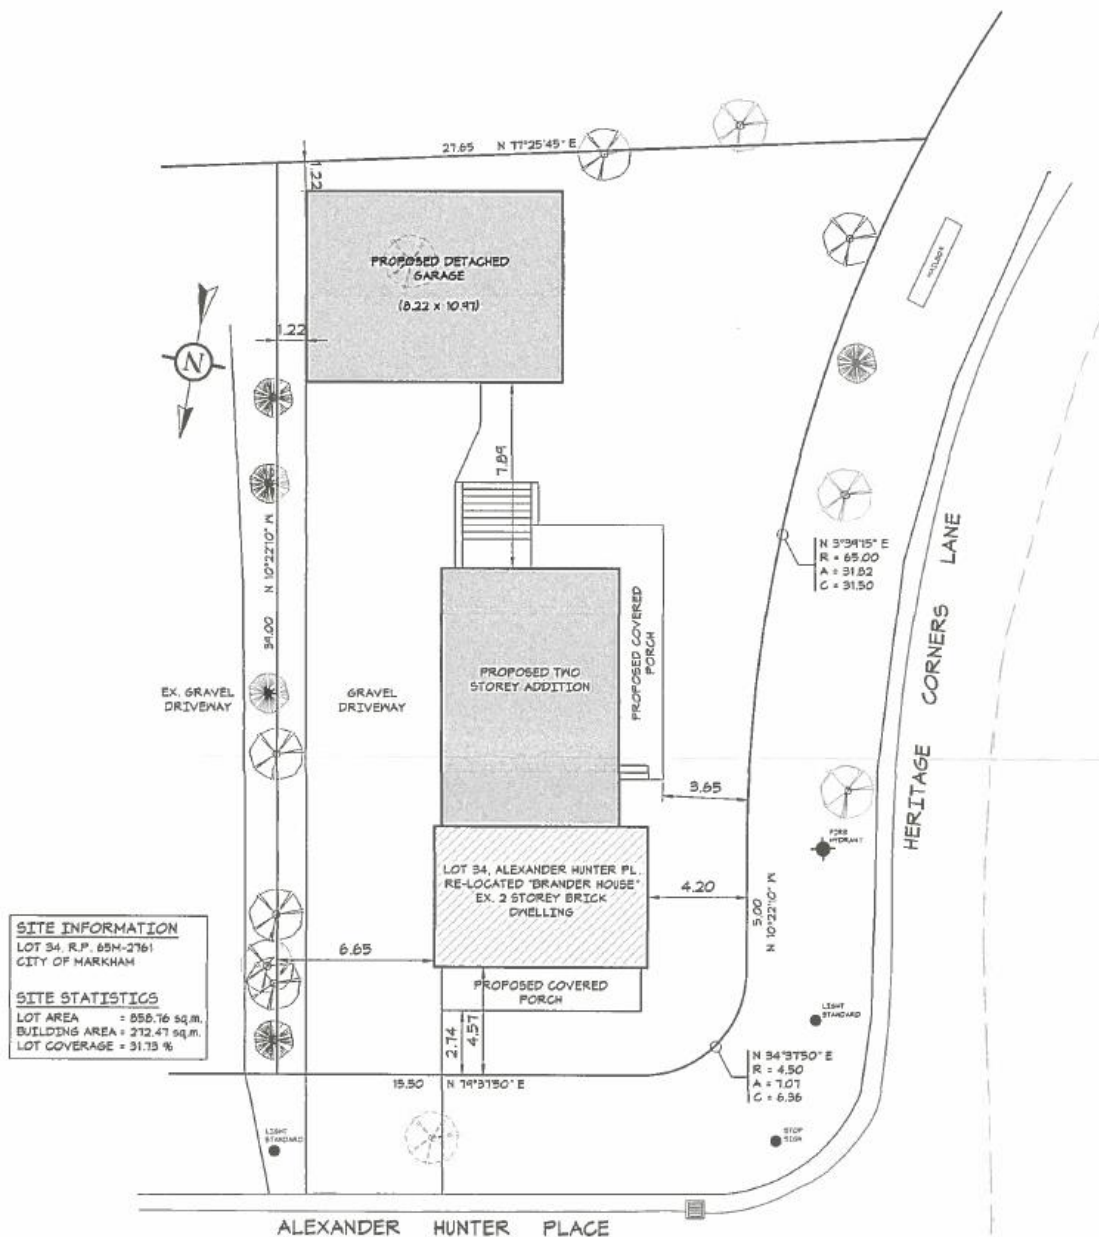 27.65 N 77°25'45" E
1.22
PROPOSED DETACHED
GARAGE
(8.22 x 10.97)
1.22
N
MAILBOX
7.89
N 10°22'10" W
39.00
N 3°39'15" E
R = 65.00
A = 31.82
C = 31.50
HERITAGE CORNERS LANE
PROPOSED COVERED
PORCH
PROPOSED TWO
STOREY ADDITION
EX. GRAVEL
DRIVEWAY
GRAVEL
DRIVEWAY
3.65
FIRE
HYDRANT
LOT 34, ALEXANDER HUNTER PL.
RE-LOCATED "BRANDER HOUSE"
EX. 2 STOREY BRICK
DWELLING
4.20
5.00
N 10°22'10" W
SITE INFORMATION
LOT 34, R.P. 65M-2761
CITY OF MARKHAM
SITE STATISTICS
LOT AREA = 858.76 sq.m.
BUILDING AREA = 272.47 sq.m.
LOT COVERAGE = 31.73 %
6.65
PROPOSED COVERED
PORCH
2.74
4.57
LIGHT
STANDARD
15.50 N 79°37'50" E
N 34°37'50" E
R = 4.50
A = 7.07
C = 6.36
LIGHT
STANDARD
STOP
SIGN
ALEXANDER HUNTER PLACE